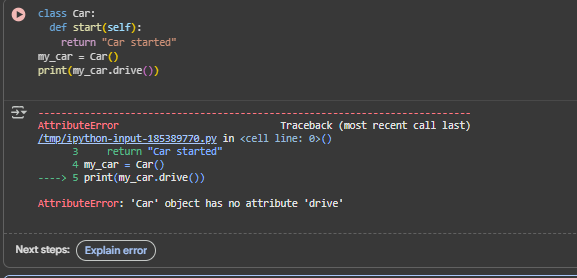 class Car:
  def start(self):
    return "Car started"
my_car = Car()
print(my_car.drive())
---------------------------------------------------------------------------
AttributeError                            Traceback (most recent call last)
/tmp/ipython-input-185389770.py in <cell line: 0>()
      3     return "Car started"
      4 my_car = Car()
----> 5 print(my_car.drive())

AttributeError: 'Car' object has no attribute 'drive'
Next steps: Explain error